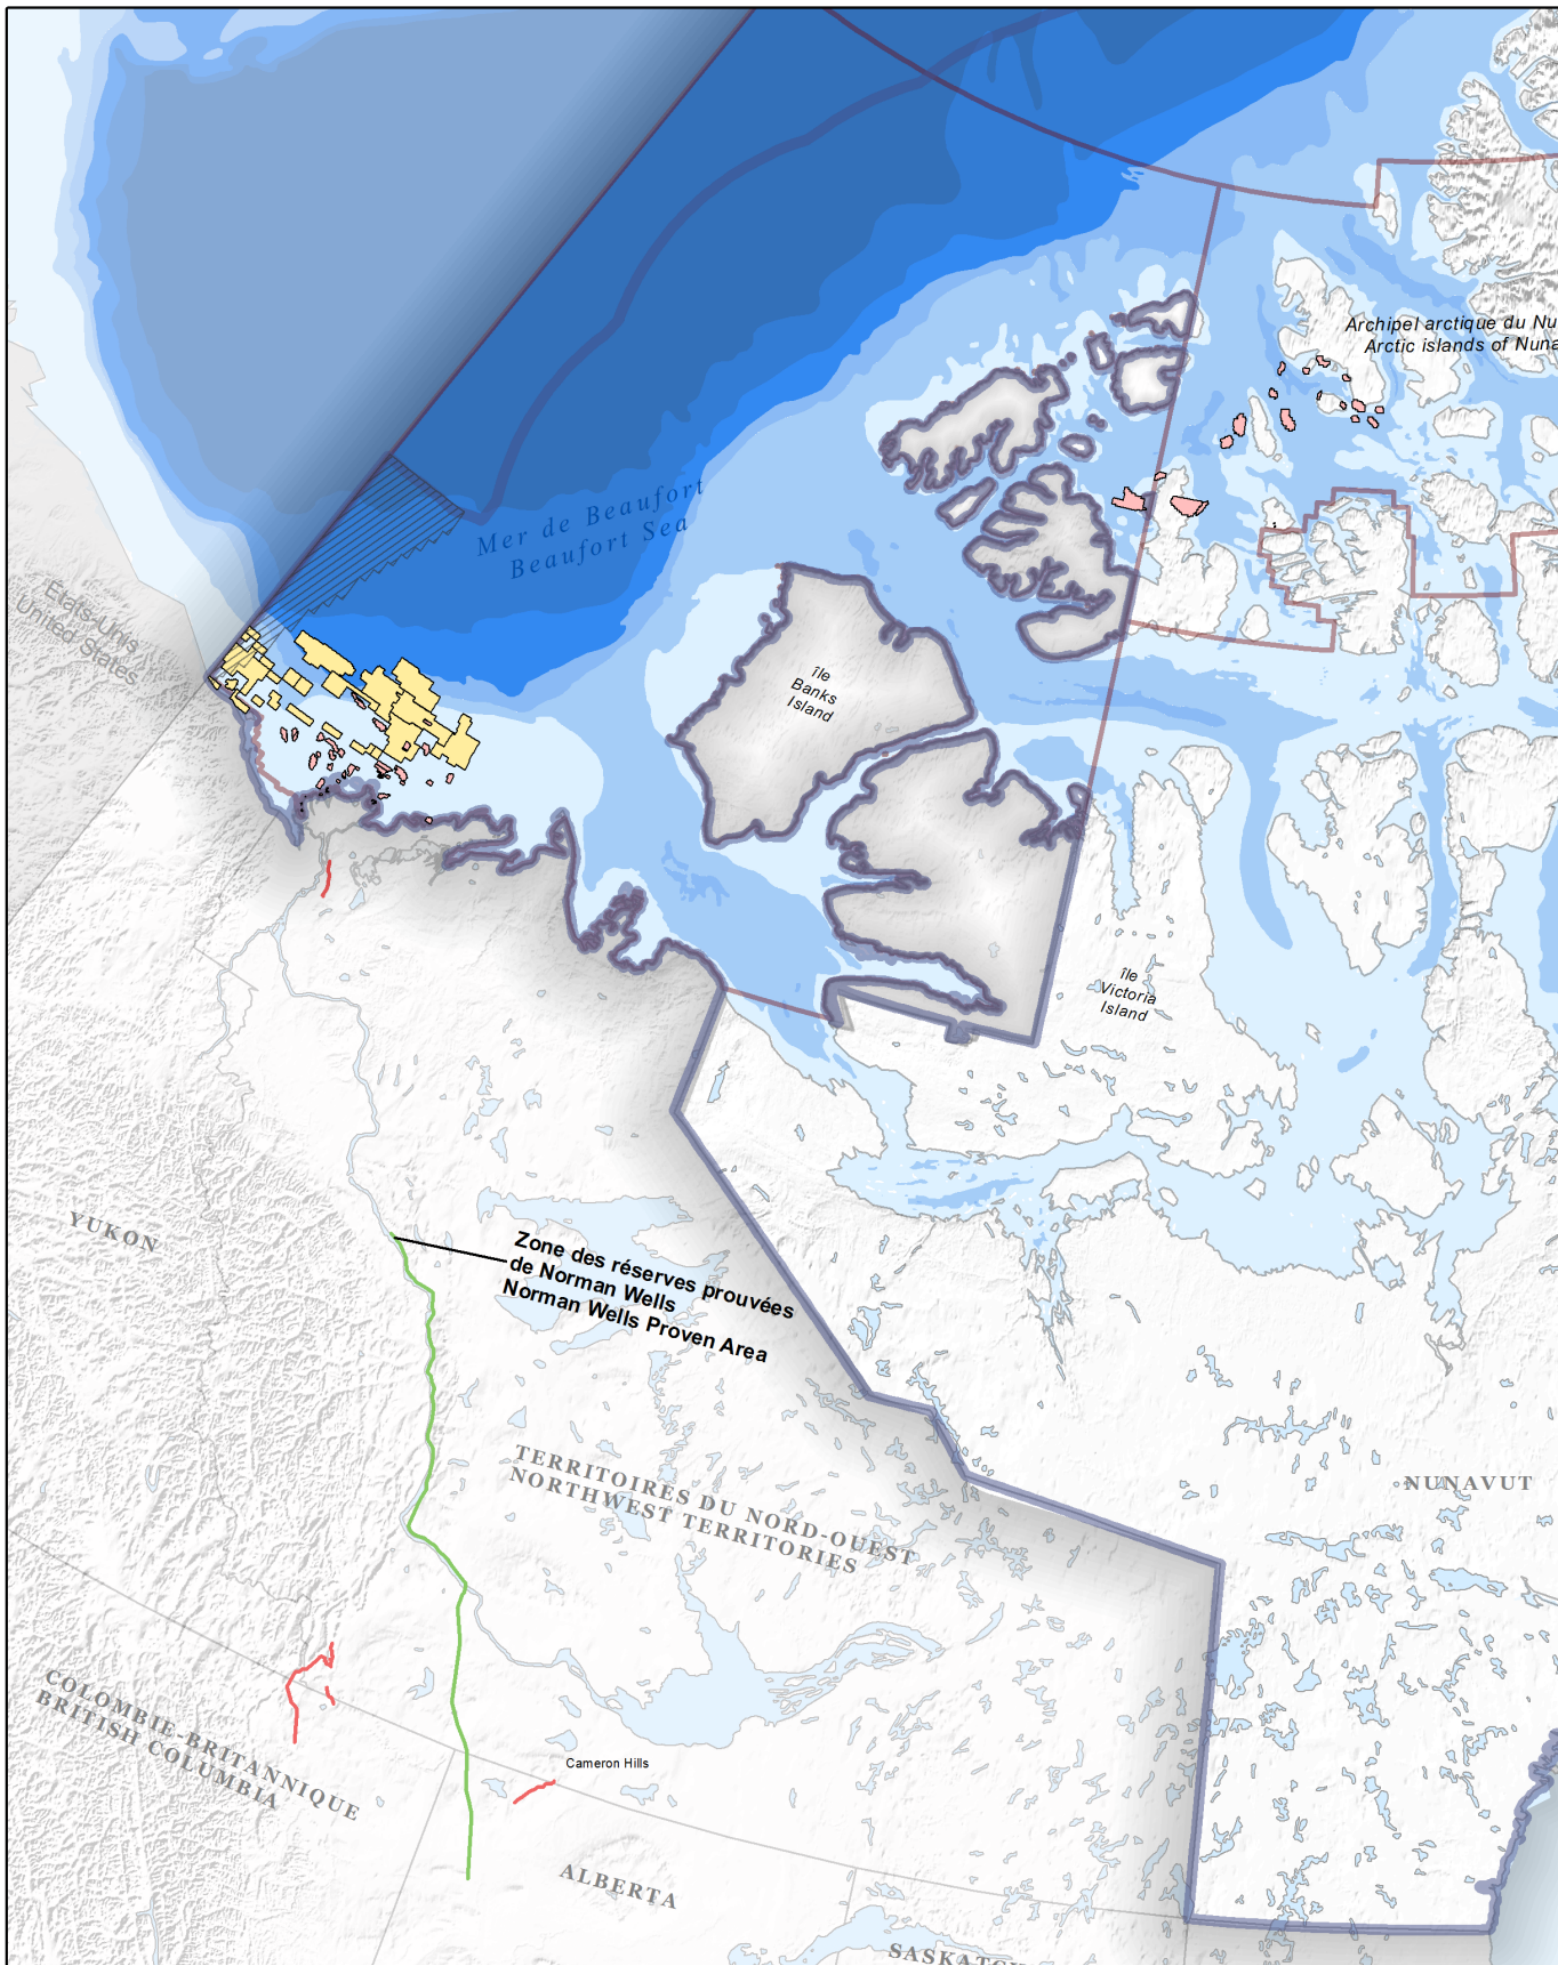 Archipel arctique du Nu
Arctic islands of Nuna
Mer de Beaufort
Beaufort Sea
États-Unis
United States
île
Banks
Island
île
Victoria
Island
YUKON
Zone des réserves prouvées
de Norman Wells
Norman Wells Proven Area
TERRITOIRES DU NORD-OUEST
NORTHWEST TERRITORIES
NUNAVUT
COLOMBIE-BRITANNIQUE
BRITISH COLUMBIA
Cameron Hills
ALBERTA
SASKATCH